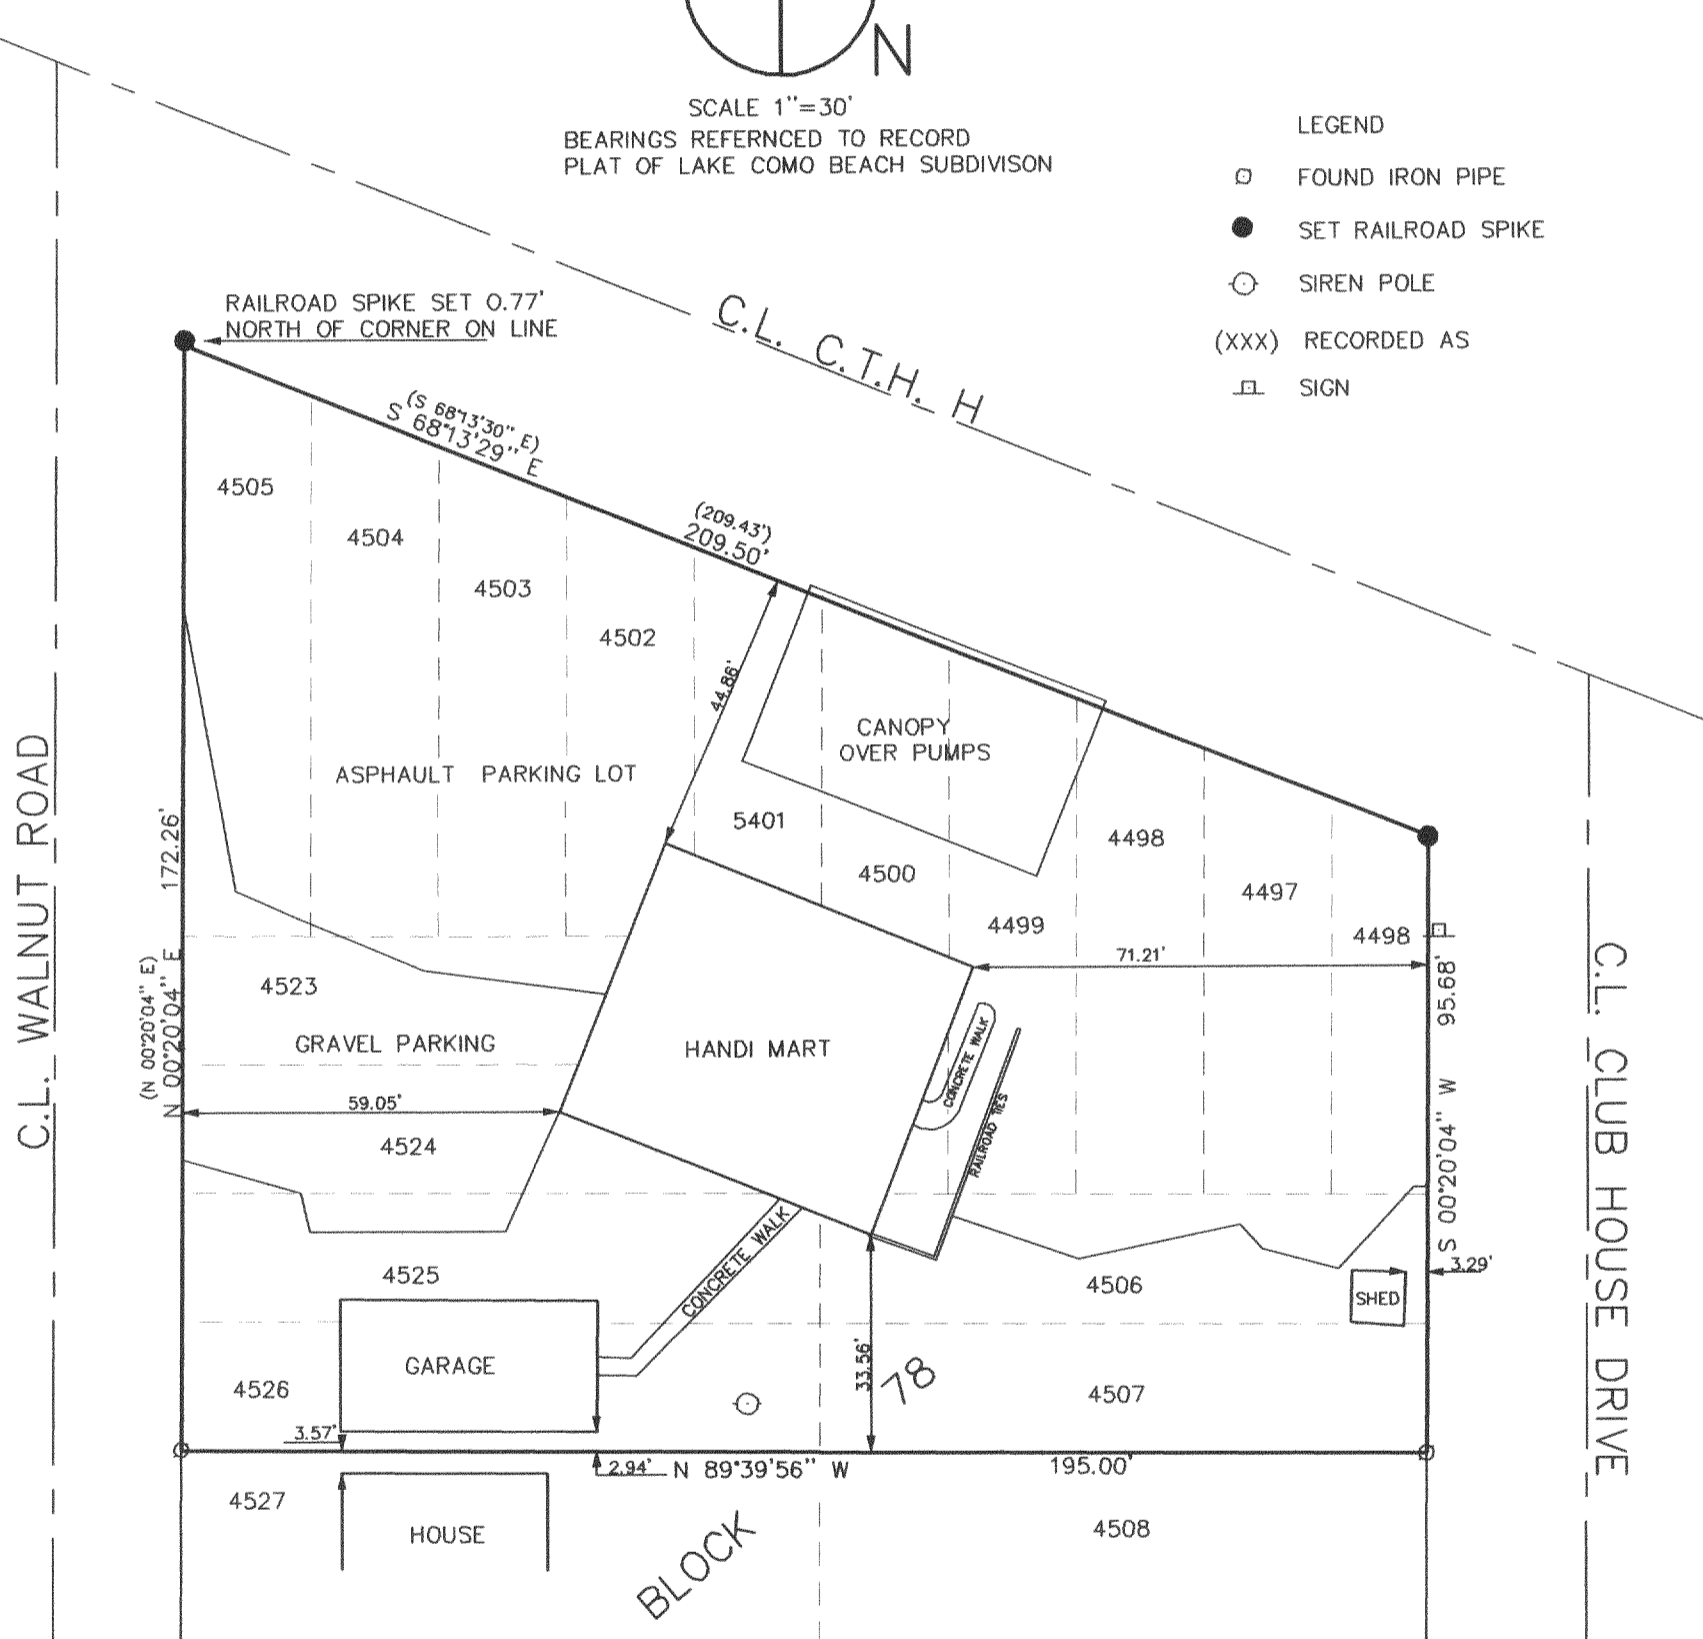 N
SCALE 1"=30'
BEARINGS REFERNCED TO RECORD
PLAT OF LAKE COMO BEACH SUBDIVISON
LEGEND
FOUND IRON PIPE
SET RAILROAD SPIKE
SIREN POLE
(XXX) RECORDED AS
SIGN
RAILROAD SPIKE SET 0.77'
NORTH OF CORNER ON LINE
C.L. C.T.H. H
(S 68°13'30" E)
S 68°13'29" E
(209.43')
209.50'
4505
4504
4503
4502
44.86'
CANOPY
OVER PUMPS
ASPHAULT PARKING LOT
5401
4500
4499
4498
4497
4498
71.21'
C.L. WALNUT ROAD
172.26'
(N 00°20'04" E)
N 00°20'04" E
4523
GRAVEL PARKING
59.05'
4524
HANDI MART
CONCRETE WALK
RAILROAD TIES
95.68'
S 00°20'04" W
C.L. CLUB HOUSE DRIVE
4525
CONCRETE WALK
4506
3.29'
SHED
GARAGE
4526
33.56'
78
4507
3.57'
2.94'
N 89°39'56" W
195.00'
4527
HOUSE
BLOCK
4508